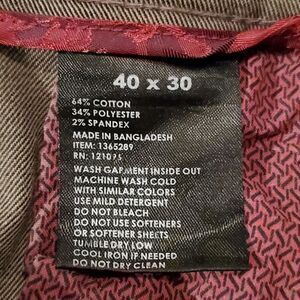 40 x 30
64% COTTON
34% POLYESTER
2% SPANDEX
MADE IN BANGLADESH
ITEM: 1365289
RN: 121075
WASH GARMENT INSIDE OUT
MACHINE WASH COLD
WITH SIMILAR COLORS
USE MILD DETERGENT
DO NOT BLEACH
DO NOT USE SOFTENERS
OR SOFTENER SHEETS
TUMBLE DRY LOW
COOL IRON IF NEEDED
DO NOT DRY CLEAN